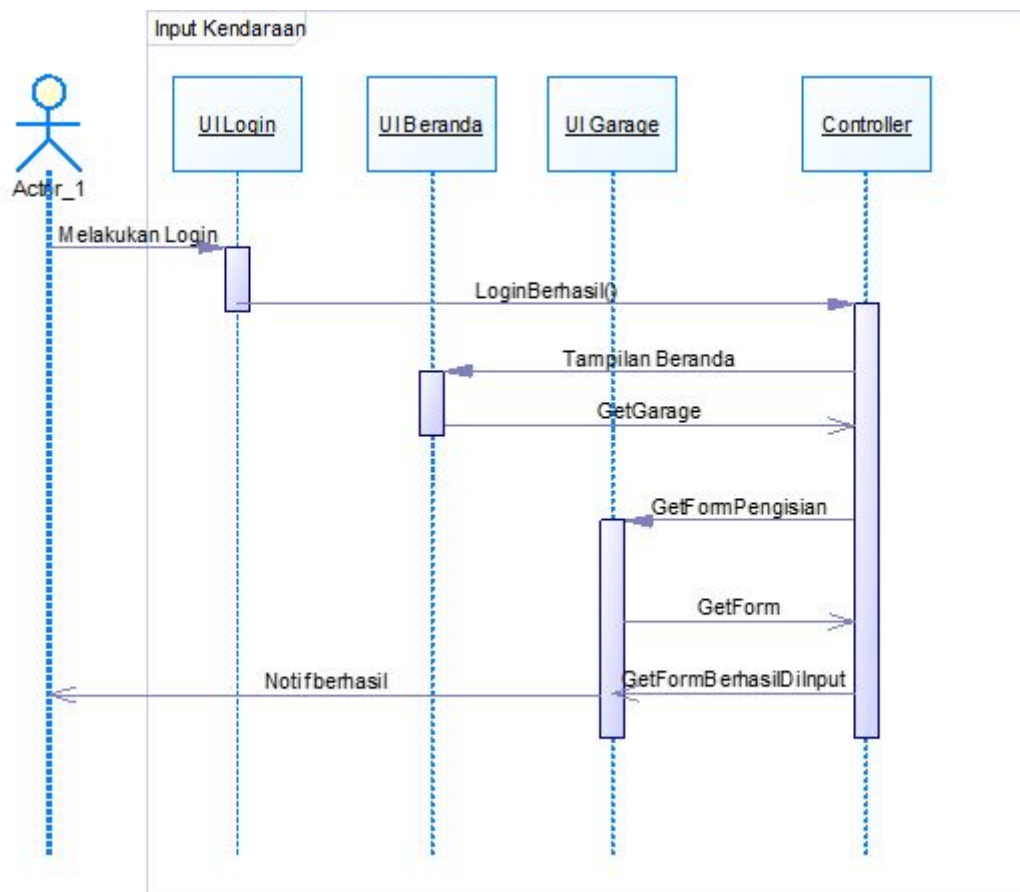 Input Kendaraan
UI Login
UI Beranda
UI Garage
Controller
Actor_1
Melakukan Login
LoginBerhasil()
Tampilan Beranda
GetGarage
GetFormPengisian
GetForm
GetFormBerhasilDiInput
Notifberhasil